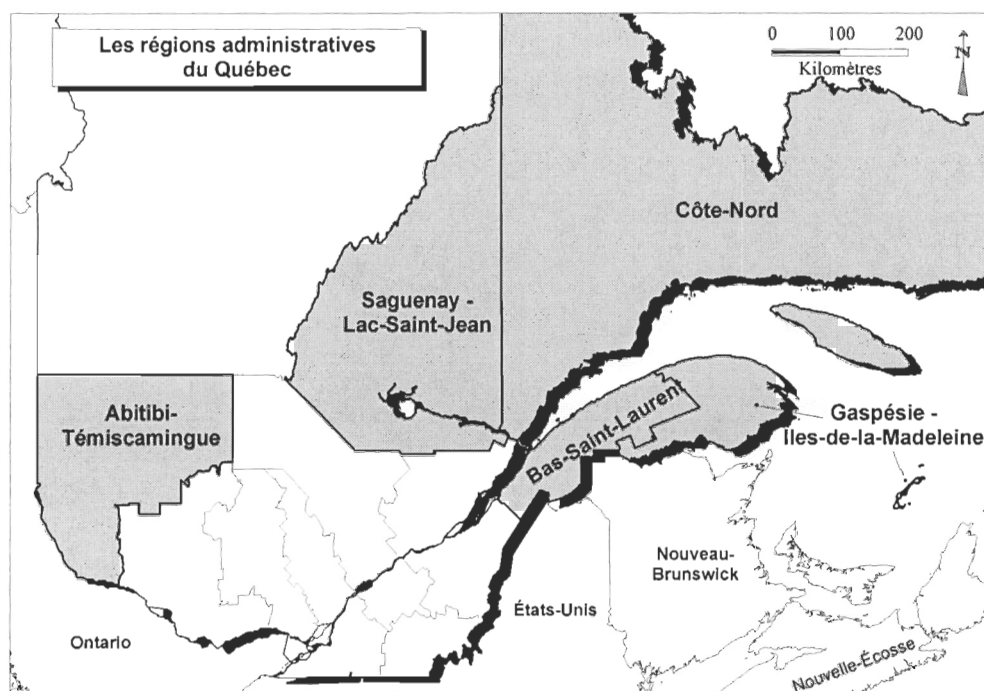 Les régions administratives
du Québec
0 100 200
Kilomètres
N
Côte-Nord
Saguenay -
Lac-Saint-Jean
Abitibi-
Témiscamingue
Bas-Saint-Laurent
Gaspésie -
Îles-de-la-Madeleine
Nouveau-
Brunswick
États-Unis
Ontario
Nouvelle-Écosse